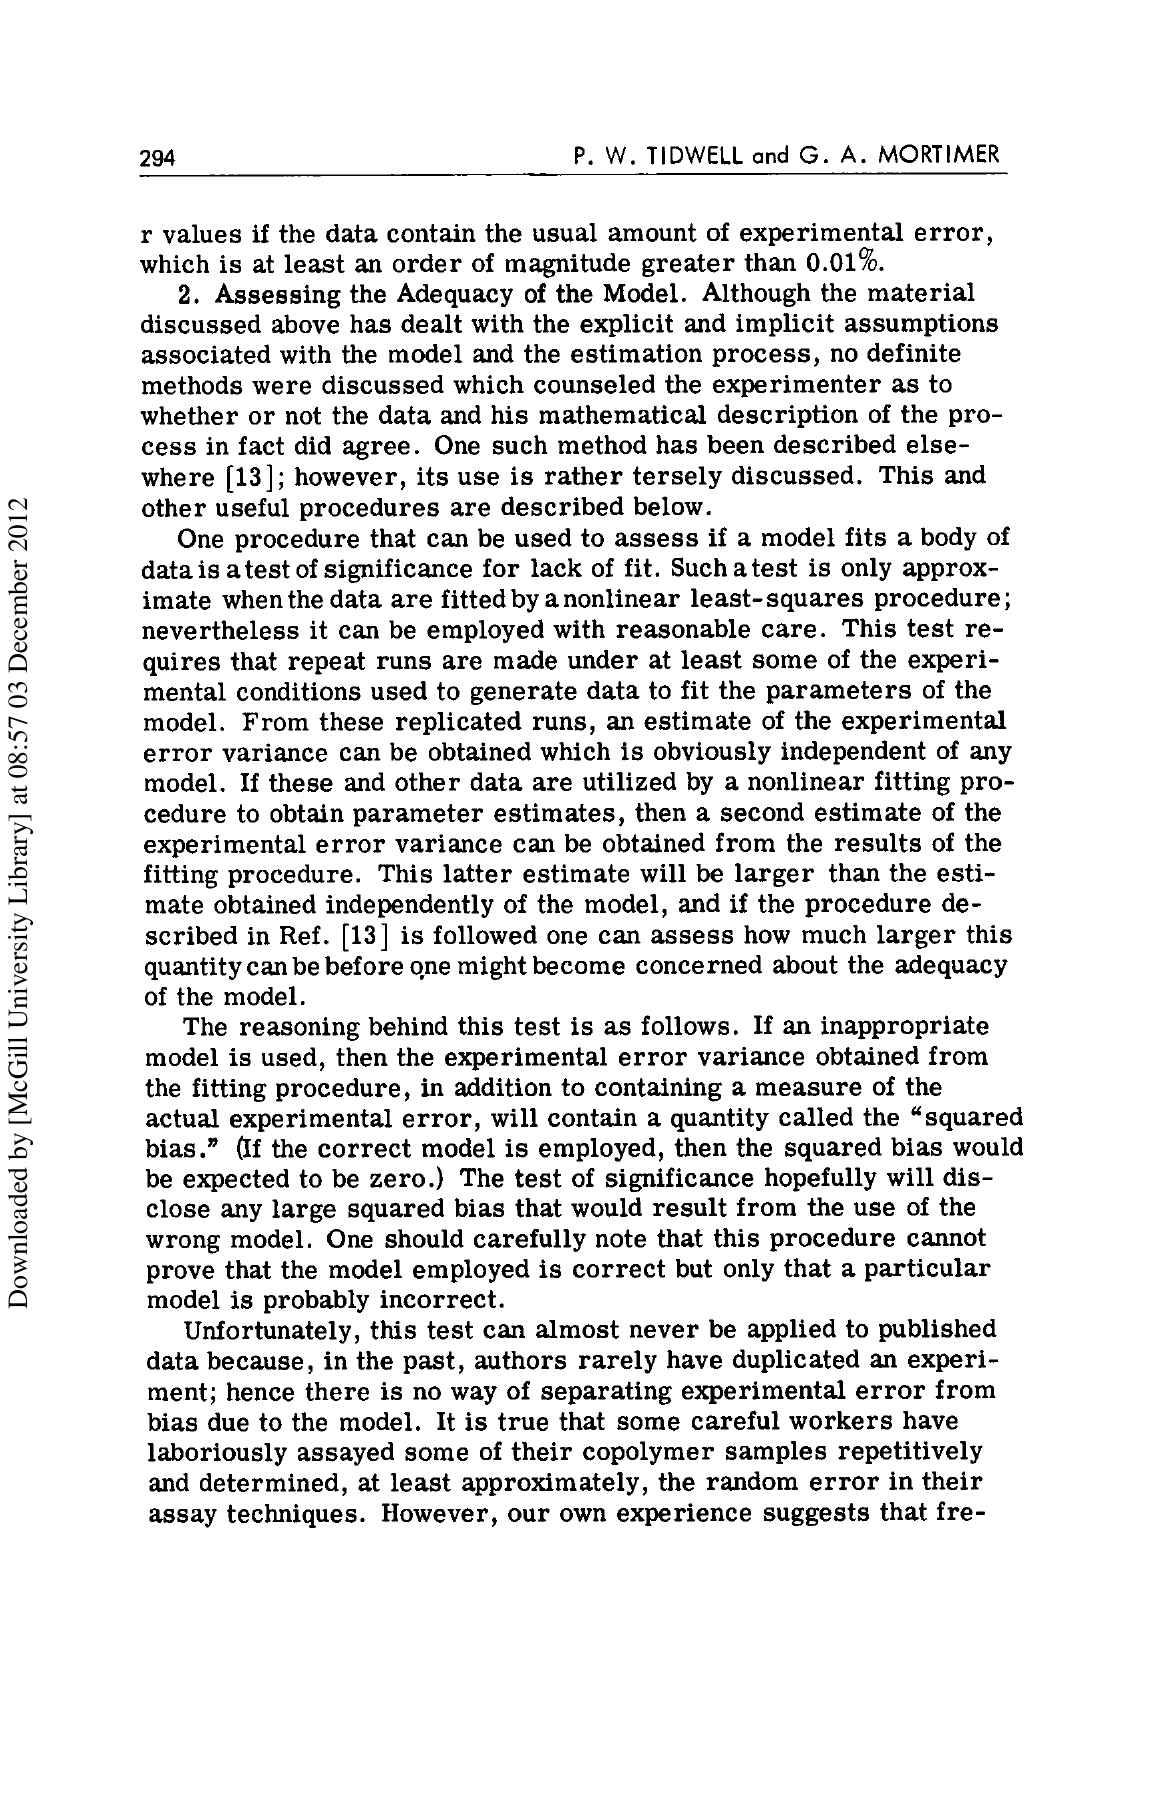 294 P. W. TIDWELL and G. A. MORTIMER
r values if the data contain the usual amount of experimental error,
which is at least an order of magnitude greater than 0.01%.
2. Assessing the Adequacy of the Model. Although the material
discussed above has dealt with the explicit and implicit assumptions
associated with the model and the estimation process, no definite
methods were discussed which counseled the experimenter as to
whether or not the data and his mathematical description of the pro-
cess in fact did agree. One such method has been described else-
where [13]; however, its use is rather tersely discussed. This and
other useful procedures are described below.
One procedure that can be used to assess if a model fits a body of
data is a test of significance for lack of fit. Such a test is only approx-
imate when the data are fitted by a nonlinear least-squares procedure;
nevertheless it can be employed with reasonable care. This test re-
quires that repeat runs are made under at least some of the experi-
mental conditions used to generate data to fit the parameters of the
model. From these replicated runs, an estimate of the experimental
error variance can be obtained which is obviously independent of any
model. If these and other data are utilized by a nonlinear fitting pro-
cedure to obtain parameter estimates, then a second estimate of the
experimental error variance can be obtained from the results of the
fitting procedure. This latter estimate will be larger than the esti-
mate obtained independently of the model, and if the procedure de-
scribed in Ref. [13] is followed one can assess how much larger this
quantity can be before one might become concerned about the adequacy
of the model.
The reasoning behind this test is as follows. If an inappropriate
model is used, then the experimental error variance obtained from
the fitting procedure, in addition to containing a measure of the
actual experimental error, will contain a quantity called the “squared
bias.” (If the correct model is employed, then the squared bias would
be expected to be zero.) The test of significance hopefully will dis-
close any large squared bias that would result from the use of the
wrong model. One should carefully note that this procedure cannot
prove that the model employed is correct but only that a particular
model is probably incorrect.
Unfortunately, this test can almost never be applied to published
data because, in the past, authors rarely have duplicated an experi-
ment; hence there is no way of separating experimental error from
bias due to the model. It is true that some careful workers have
laboriously assayed some of their copolymer samples repetitively
and determined, at least approximately, the random error in their
assay techniques. However, our own experience suggests that fre-
Downloaded by [McGill University Library] at 08:57 03 December 2012